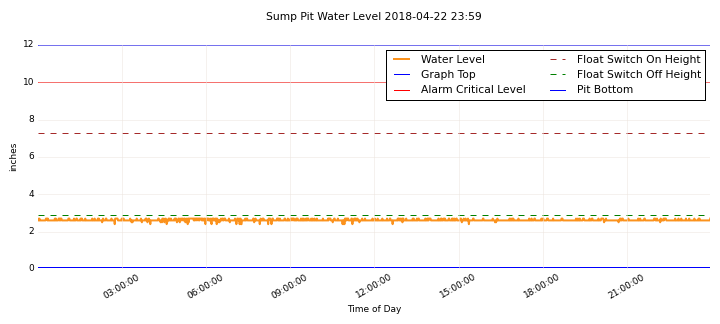 Sump Pit Water Level 2018-04-22 23:59
12
10
8
6
4
2
0
inches
Water Level
Graph Top
Alarm Critical Level
Float Switch On Height
Float Switch Off Height
Pit Bottom
03:00:00
06:00:00
09:00:00
12:00:00
15:00:00
18:00:00
21:00:00
Time of Day